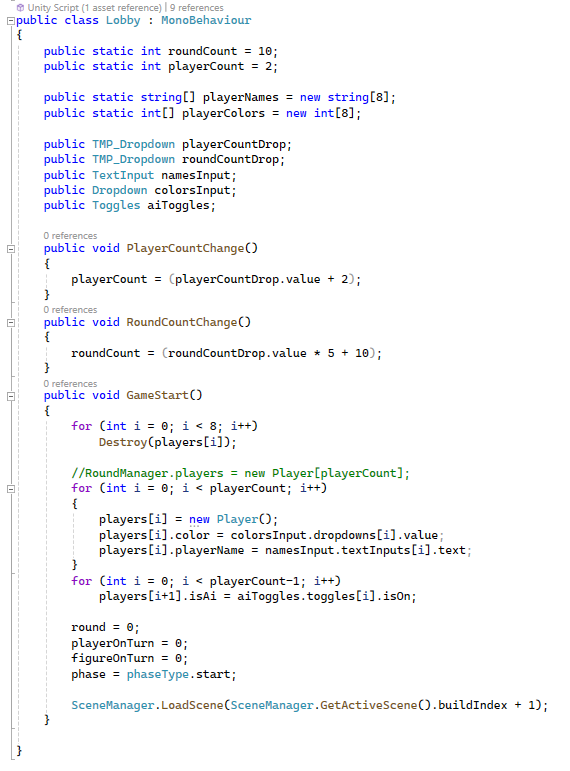 Unity Script (1 asset reference) | 9 references
public class Lobby : MonoBehaviour
{
public static int roundCount = 10;
public static int playerCount = 2;
public static string[] playerNames = new string[8];
public static int[] playerColors = new int[8];
public TMP_Dropdown playerCountDrop;
public TMP_Dropdown roundCountDrop;
public TextInput namesInput;
public Dropdown colorsInput;
public Toggles aiToggles;
0 references
public void PlayerCountChange()
{
playerCount = (playerCountDrop.value + 2);
}
0 references
public void RoundCountChange()
{
roundCount = (roundCountDrop.value * 5 + 10);
}
0 references
public void GameStart()
{
for (int i = 0; i < 8; i++)
Destroy(players[i]);
//RoundManager.players = new Player[playerCount];
for (int i = 0; i < playerCount; i++)
{
players[i] = new Player();
players[i].color = colorsInput.dropdowns[i].value;
players[i].playerName = namesInput.textInputs[i].text;
}
for (int i = 0; i < playerCount-1; i++)
players[i+1].isAi = aiToggles.toggles[i].isOn;
round = 0;
playerOnTurn = 0;
figureOnTurn = 0;
phase = phaseType.start;
SceneManager.LoadScene(SceneManager.GetActiveScene().buildIndex + 1);
}
}